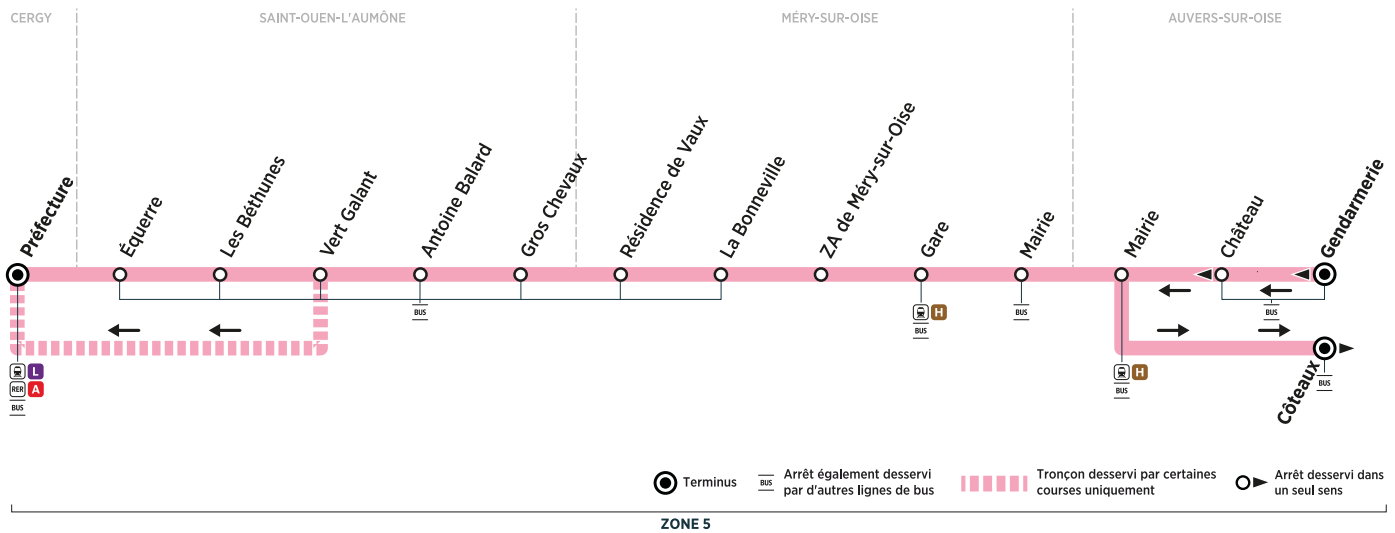 CERGY
SAINT-OUEN-L'AUMÔNE
MÉRY-SUR-OISE
AUVERS-SUR-OISE
Préfecture
Équerre
Les Béthunes
Vert Galant
Antoine Balard
Gros Chevaux
Résidence de Vaux
La Bonneville
ZA de Méry-sur-Oise
Gare
Mairie
Mairie
Château
Gendarmerie
BUS
H
BUS
BUS
BUS
L
RER A
BUS
H
BUS
Côteaux
BUS
Terminus
BUS
Arrêt également desservi
par d'autres lignes de bus
Tronçon desservi par certaines
courses uniquement
Arrêt desservi dans
un seul sens
ZONE 5